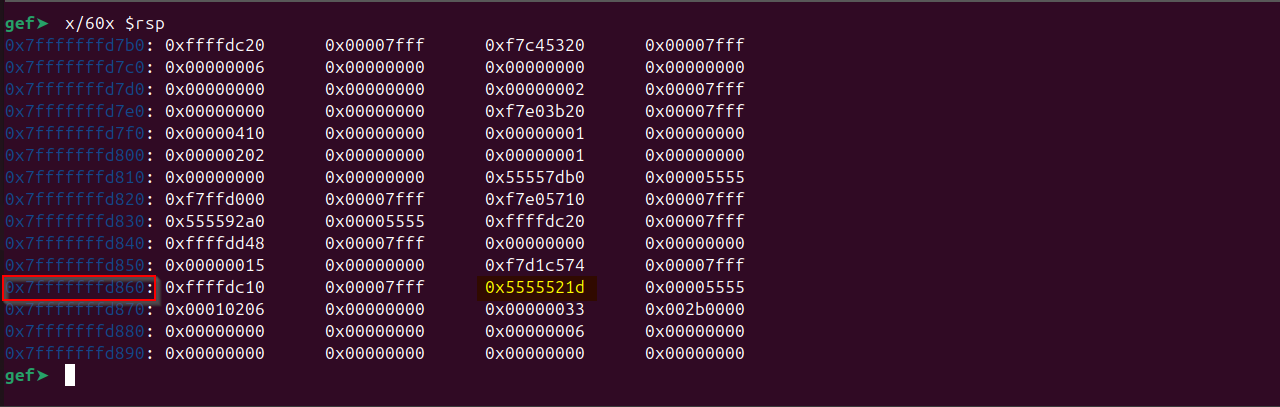 gef➤  x/60x $rsp
0x7fffffffd7b0: 0xffffdc20 0x00007fff 0xf7c45320 0x00007fff
0x7fffffffd7c0: 0x00000006 0x00000000 0x00000000 0x00000000
0x7fffffffd7d0: 0x00000000 0x00000000 0x00000002 0x00007fff
0x7fffffffd7e0: 0x00000000 0x00000000 0xf7e03b20 0x00007fff
0x7fffffffd7f0: 0x00000410 0x00000000 0x00000001 0x00000000
0x7fffffffd800: 0x00000202 0x00000000 0x00000001 0x00000000
0x7fffffffd810: 0x00000000 0x00000000 0x55557db0 0x00005555
0x7fffffffd820: 0xf7ffd000 0x00007fff 0xf7e05710 0x00007fff
0x7fffffffd830: 0x555592a0 0x00005555 0xffffdc20 0x00007fff
0x7fffffffd840: 0xffffdd48 0x00007fff 0x00000000 0x00000000
0x7fffffffd850: 0x00000015 0x00000000 0xf7d1c574 0x00007fff
0x7fffffffd860: 0xffffdc10 0x00007fff 0x5555521d 0x00005555
0x7fffffffd870: 0x00010206 0x00000000 0x00000033 0x002b0000
0x7fffffffd880: 0x00000000 0x00000000 0x00000006 0x00000000
0x7fffffffd890: 0x00000000 0x00000000 0x00000000 0x00000000
gef➤